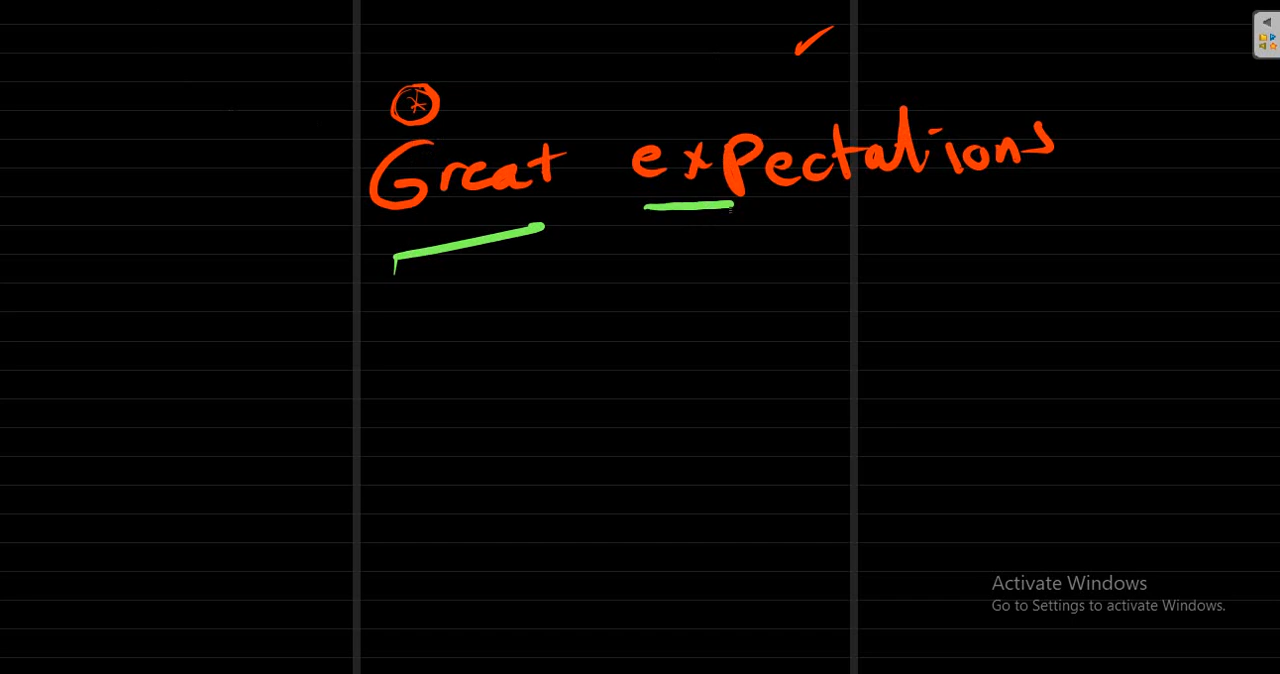 Great expectations
Activate Windows
Go to Settings to activate Windows.